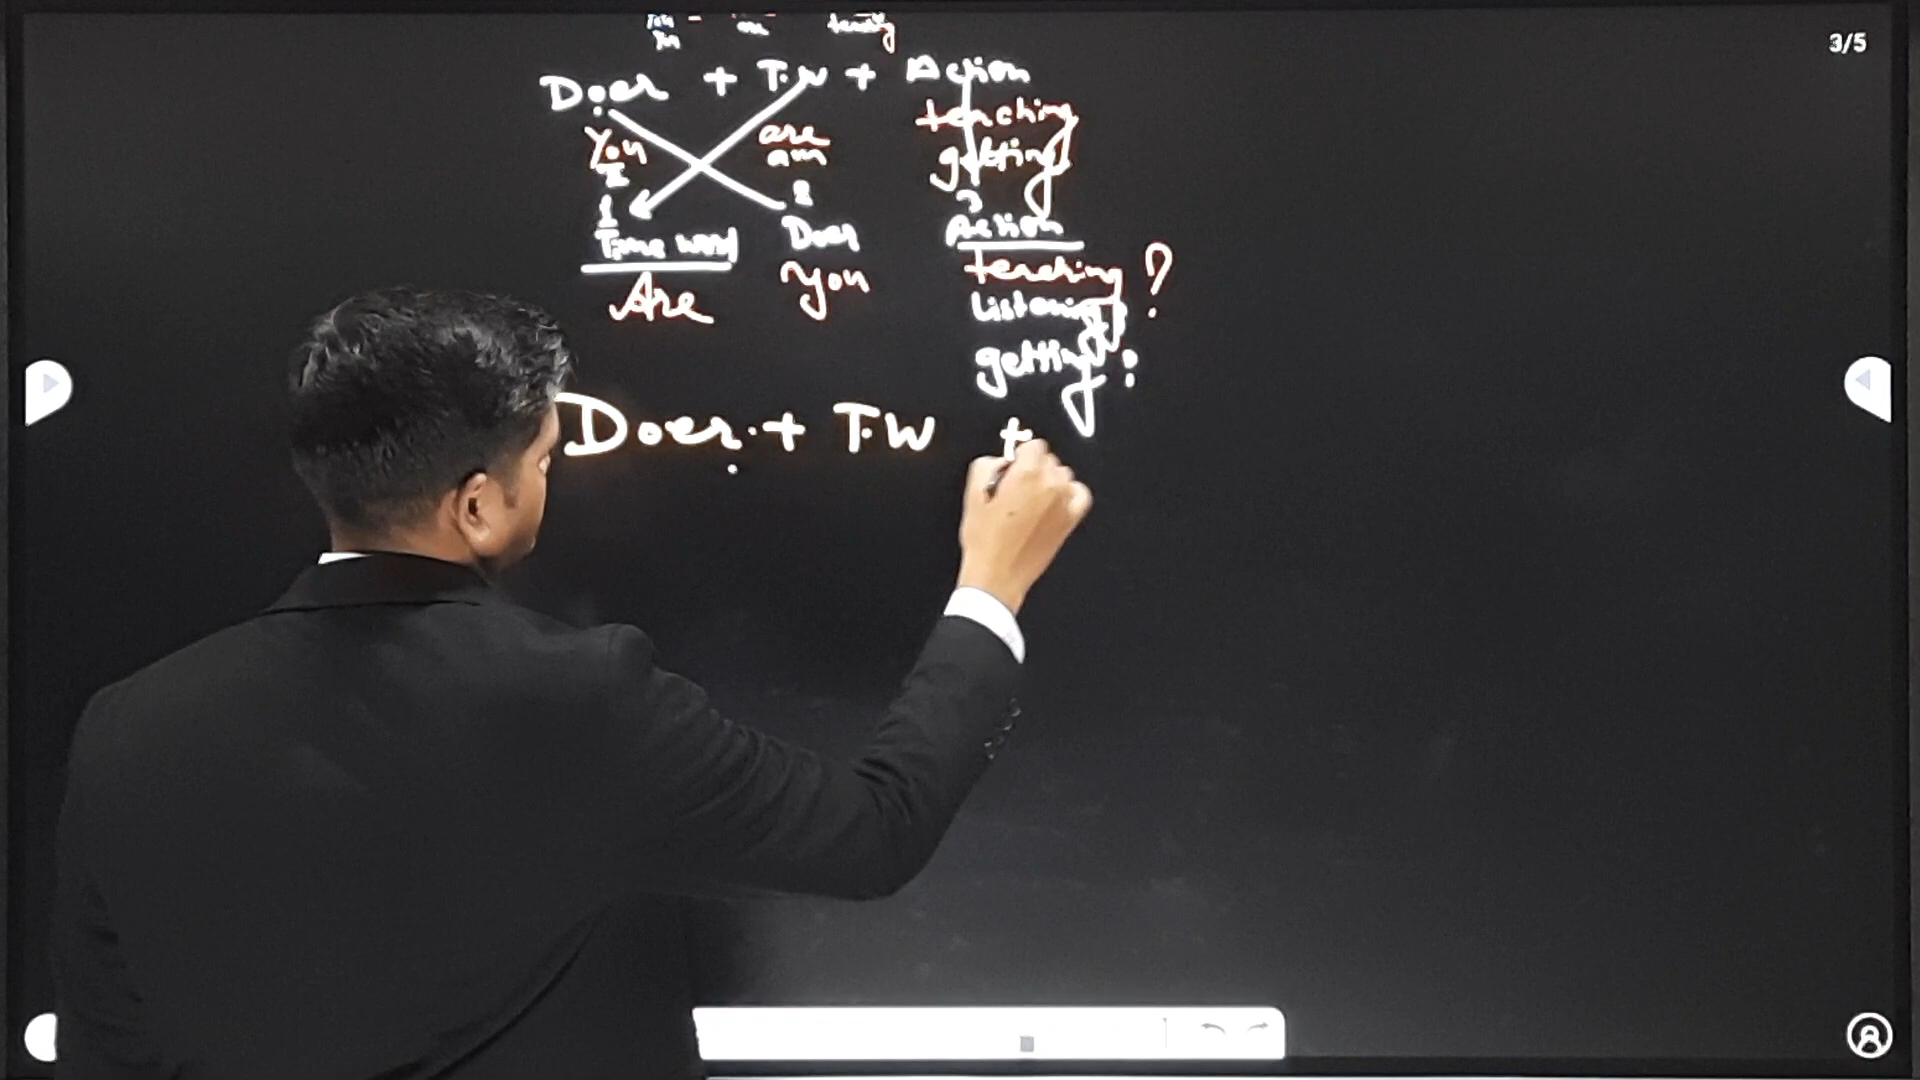 3/5
Doer + T.W + Action
You are teaching
I am getting
1 2 3
Time word Doer Action
Are you teaching ?
Listening
getting ?
Doer + T.W +